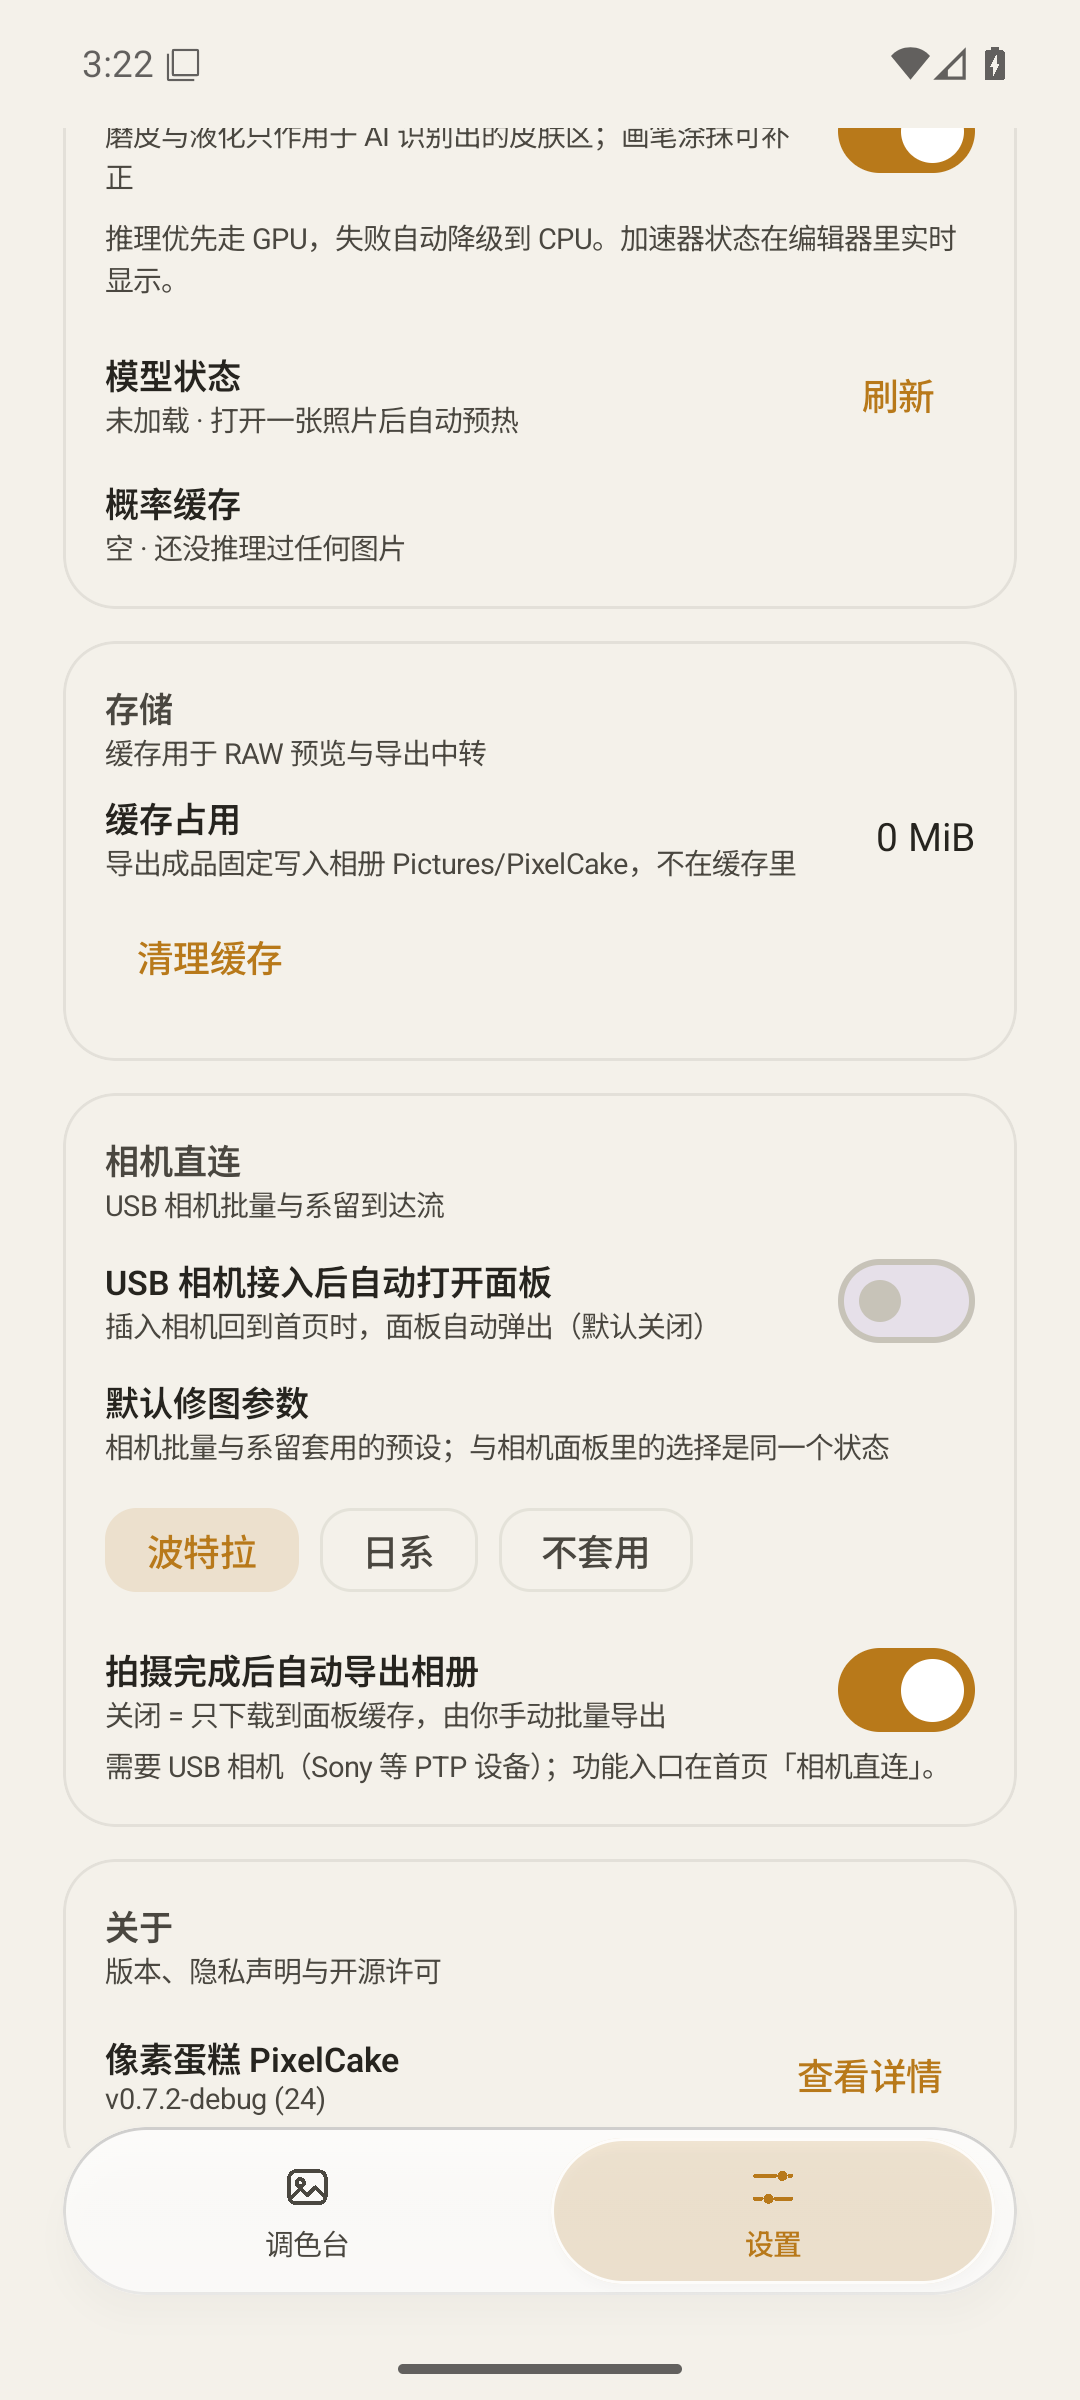 3:22
磨皮与液化只作用于 AI 识别出的皮肤区；画笔涂抹可补
正
推理优先走 GPU，失败自动降级到 CPU。加速器状态在编辑器里实时
显示。
模型状态
未加载 · 打开一张照片后自动预热
刷新
概率缓存
空 · 还没推理过任何图片
存储
缓存用于 RAW 预览与导出中转
缓存占用
导出成品固定写入相册 Pictures/PixelCake，不在缓存里
0 MiB
清理缓存
相机直连
USB 相机批量与系留到达流
USB 相机接入后自动打开面板
插入相机回到首页时，面板自动弹出（默认关闭）
默认修图参数
相机批量与系留套用的预设；与相机面板里的选择是同一个状态
波特拉
日系
不套用
拍摄完成后自动导出相册
关闭 = 只下载到面板缓存，由你手动批量导出
需要 USB 相机（Sony 等 PTP 设备）；功能入口在首页「相机直连」。
关于
版本、隐私声明与开源许可
像素蛋糕 PixelCake
v0.7.2-debug (24)
查看详情
调色台
设置